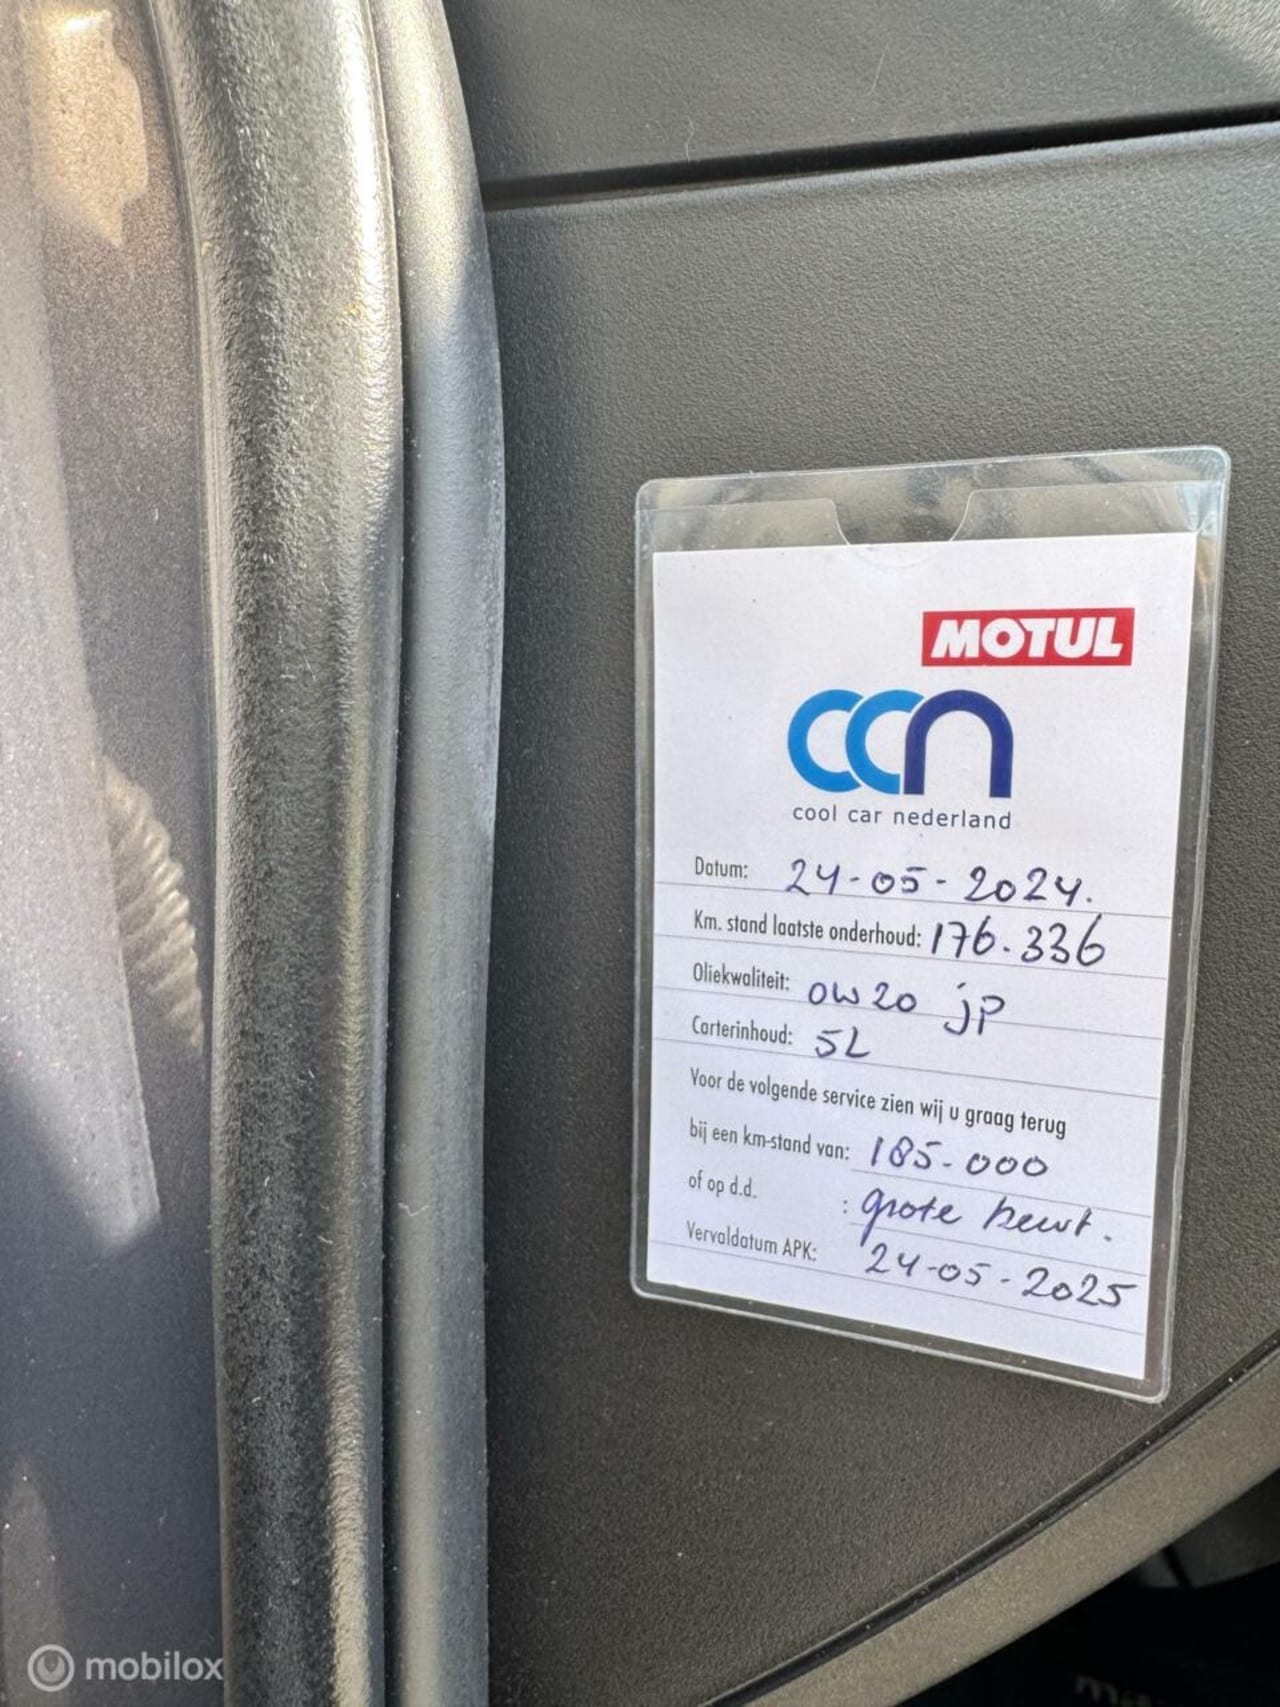 MOTUL
ccn
cool car nederland
Datum: 24-05-2024.
Km. stand laatste onderhoud: 176.336
Oliekwaliteit: 0W20 jp
Carterinhoud: 5L
Voor de volgende service zien wij u graag terug
bij een km-stand van: 185.000
of op d.d. : grote beurt.
Vervaldatum APK: 24-05-2025
mobilox